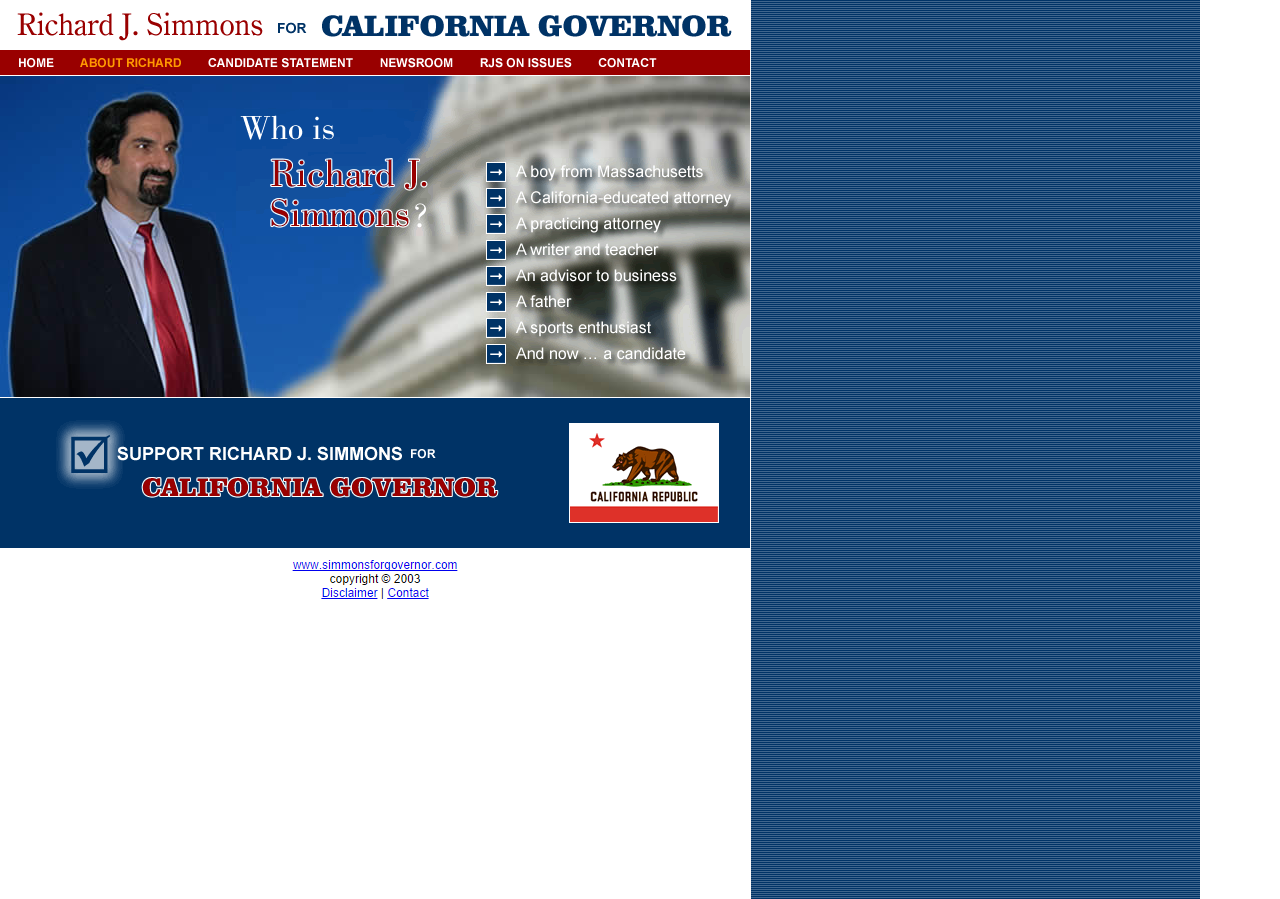 Richard J. Simmons FOR CALIFORNIA GOVERNOR
HOME ABOUT RICHARD CANDIDATE STATEMENT NEWSROOM RJS ON ISSUES CONTACT
Who is
Richard J.
Simmons?
A boy from Massachusetts
A California-educated attorney
A practicing attorney
A writer and teacher
An advisor to business
A father
A sports enthusiast
And now ... a candidate
SUPPORT RICHARD J. SIMMONS FOR
CALIFORNIA GOVERNOR
CALIFORNIA REPUBLIC
www.simmonsforgovernor.com
copyright © 2003
Disclaimer | Contact